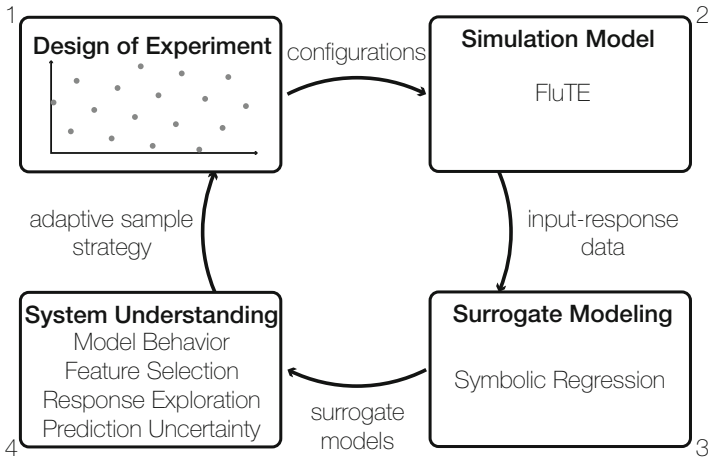 1
Design of Experiment
configurations
2
Simulation Model
FluTE
adaptive sample
strategy
input-response
data
System Understanding
Model Behavior
Feature Selection
Response Exploration
Prediction Uncertainty
4
surrogate
models
Surrogate Modeling
Symbolic Regression
3